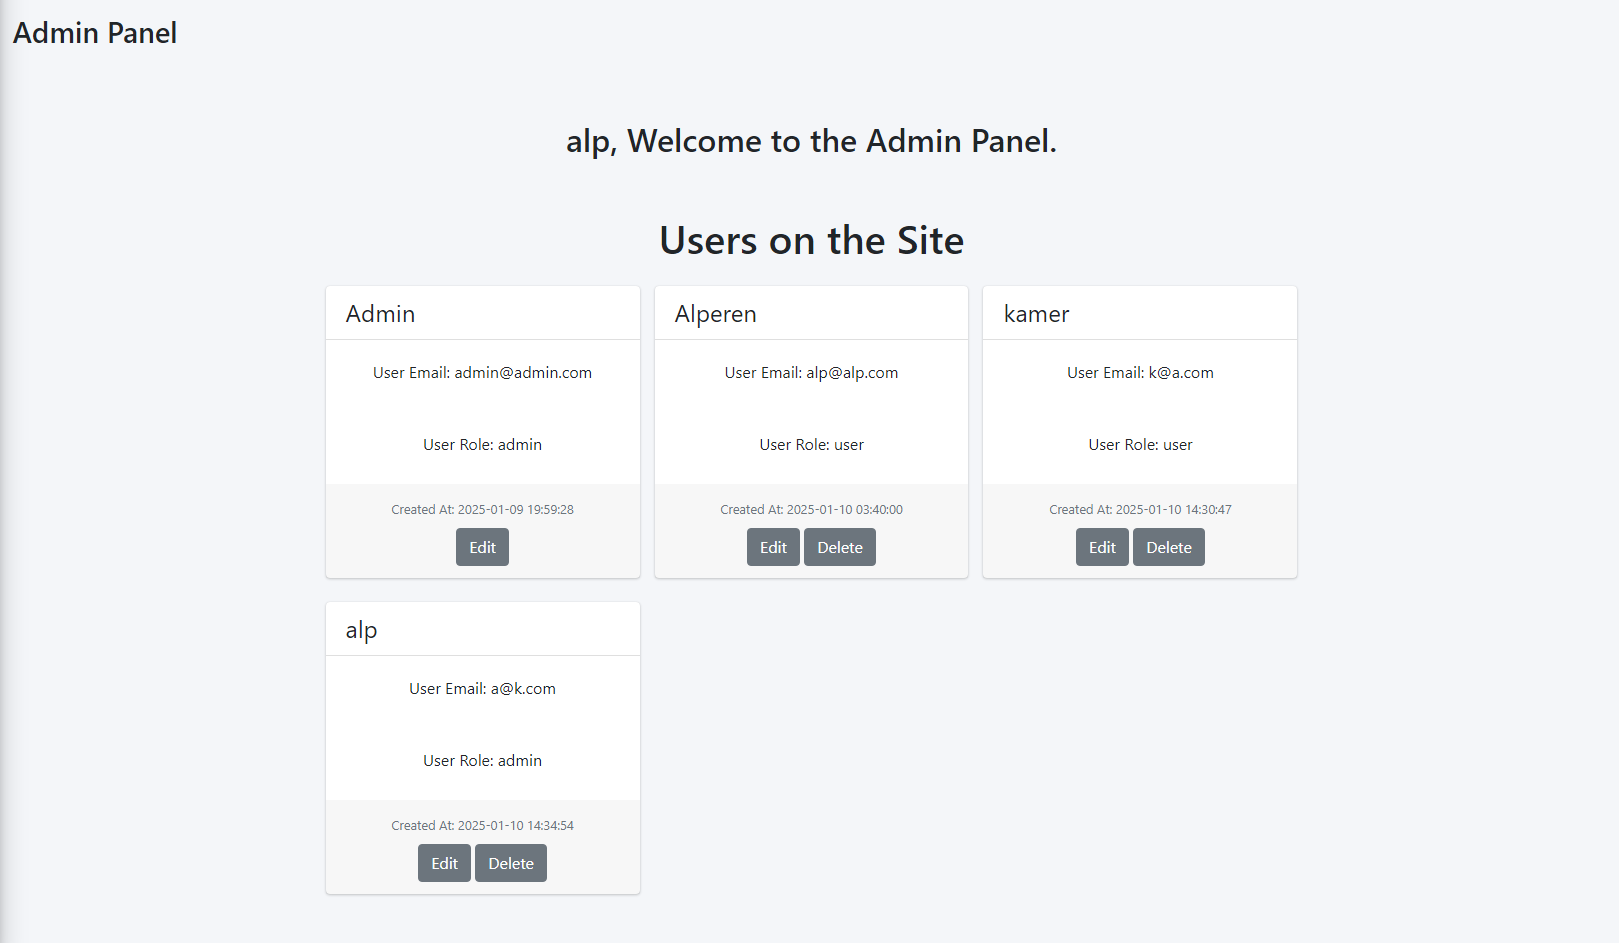 Admin Panel
alp, Welcome to the Admin Panel.
Users on the Site
Admin
User Email: admin@admin.com
User Role: admin
Created At: 2025-01-09 19:59:28
Edit
Alperen
User Email: alp@alp.com
User Role: user
Created At: 2025-01-10 03:40:00
Edit Delete
kamer
User Email: k@a.com
User Role: user
Created At: 2025-01-10 14:30:47
Edit Delete
alp
User Email: a@k.com
User Role: admin
Created At: 2025-01-10 14:34:54
Edit Delete